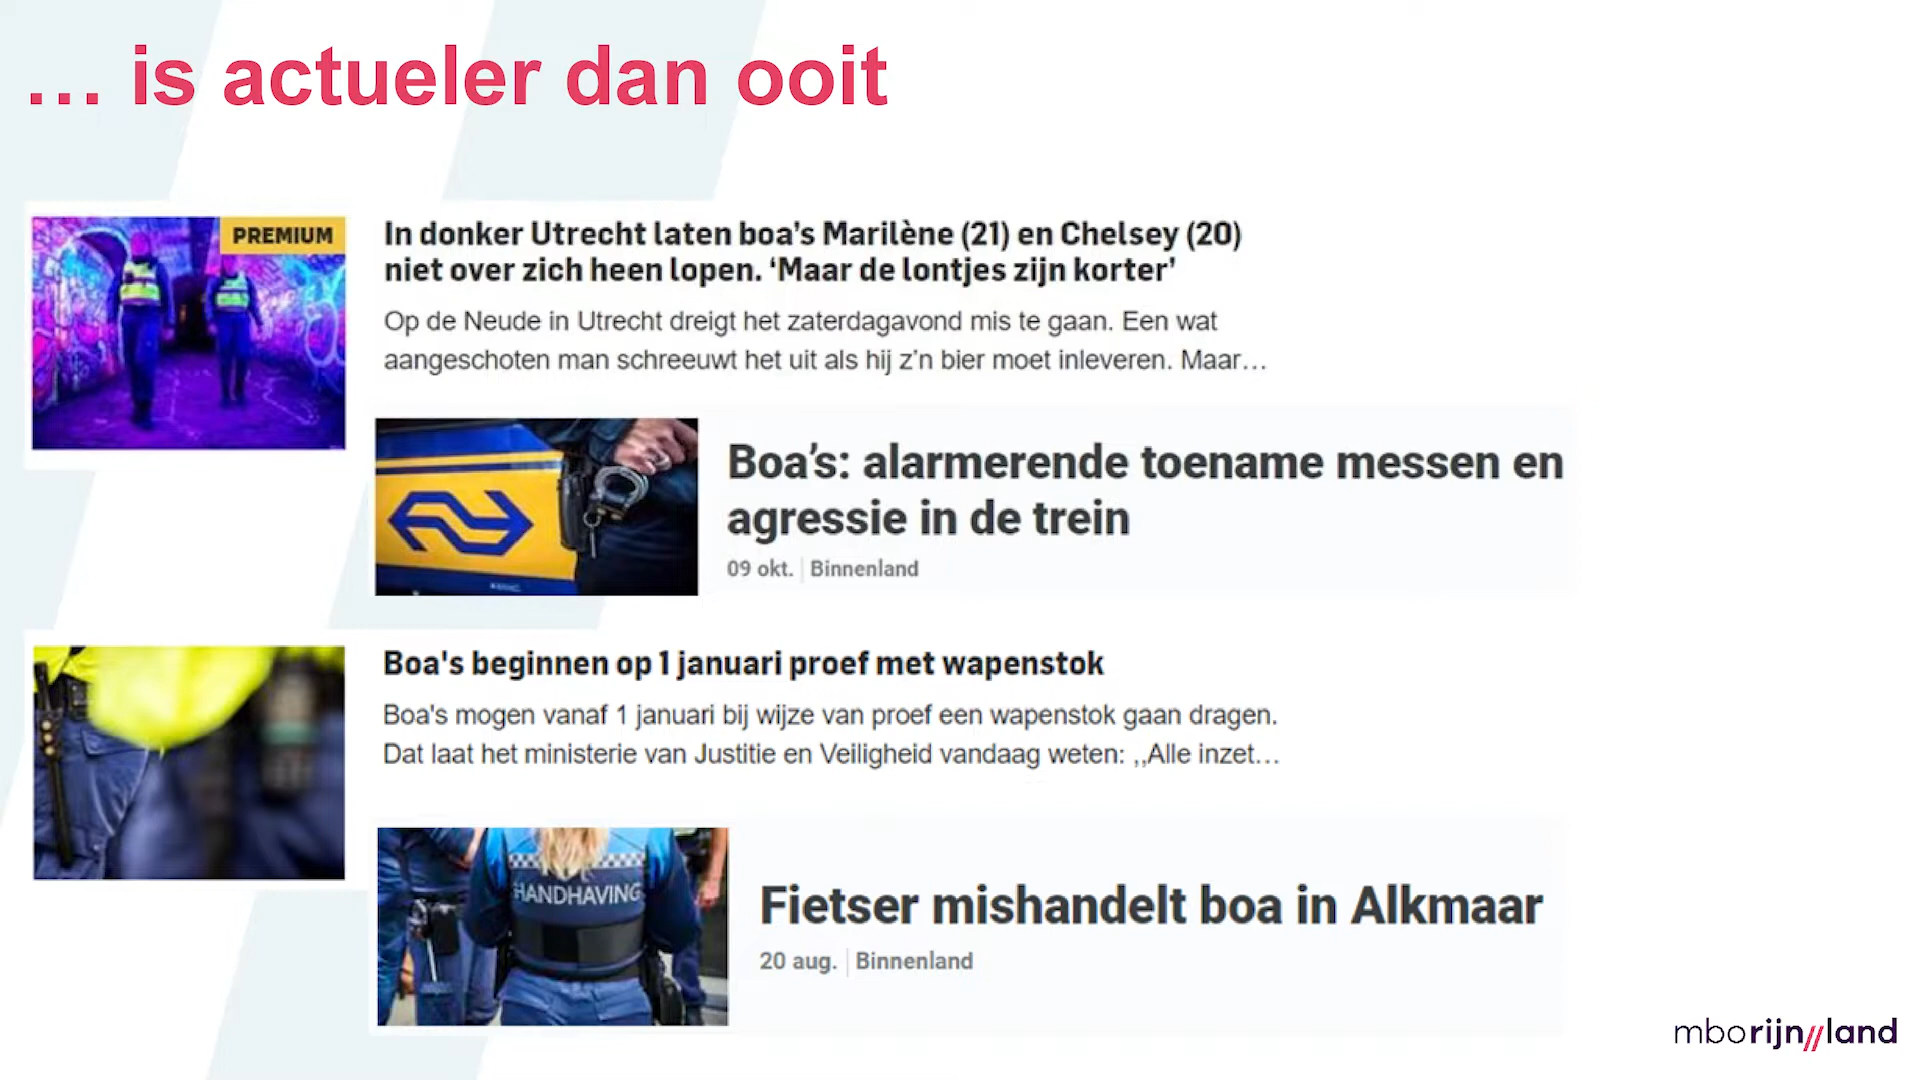 … is actueler dan ooit
PREMIUM
In donker Utrecht laten boa’s Marilène (21) en Chelsey (20)
niet over zich heen lopen. ‘Maar de lontjes zijn korter’
Op de Neude in Utrecht dreigt het zaterdagavond mis te gaan. Een wat
aangeschoten man schreeuwt het uit als hij z’n bier moet inleveren. Maar…
Boa’s: alarmerende toename messen en
agressie in de trein
09 okt. | Binnenland
Boa's beginnen op 1 januari proef met wapenstok
Boa's mogen vanaf 1 januari bij wijze van proef een wapenstok gaan dragen.
Dat laat het ministerie van Justitie en Veiligheid vandaag weten: ,,Alle inzet…
HANDHAVING
Fietser mishandelt boa in Alkmaar
20 aug. | Binnenland
mborijn//land